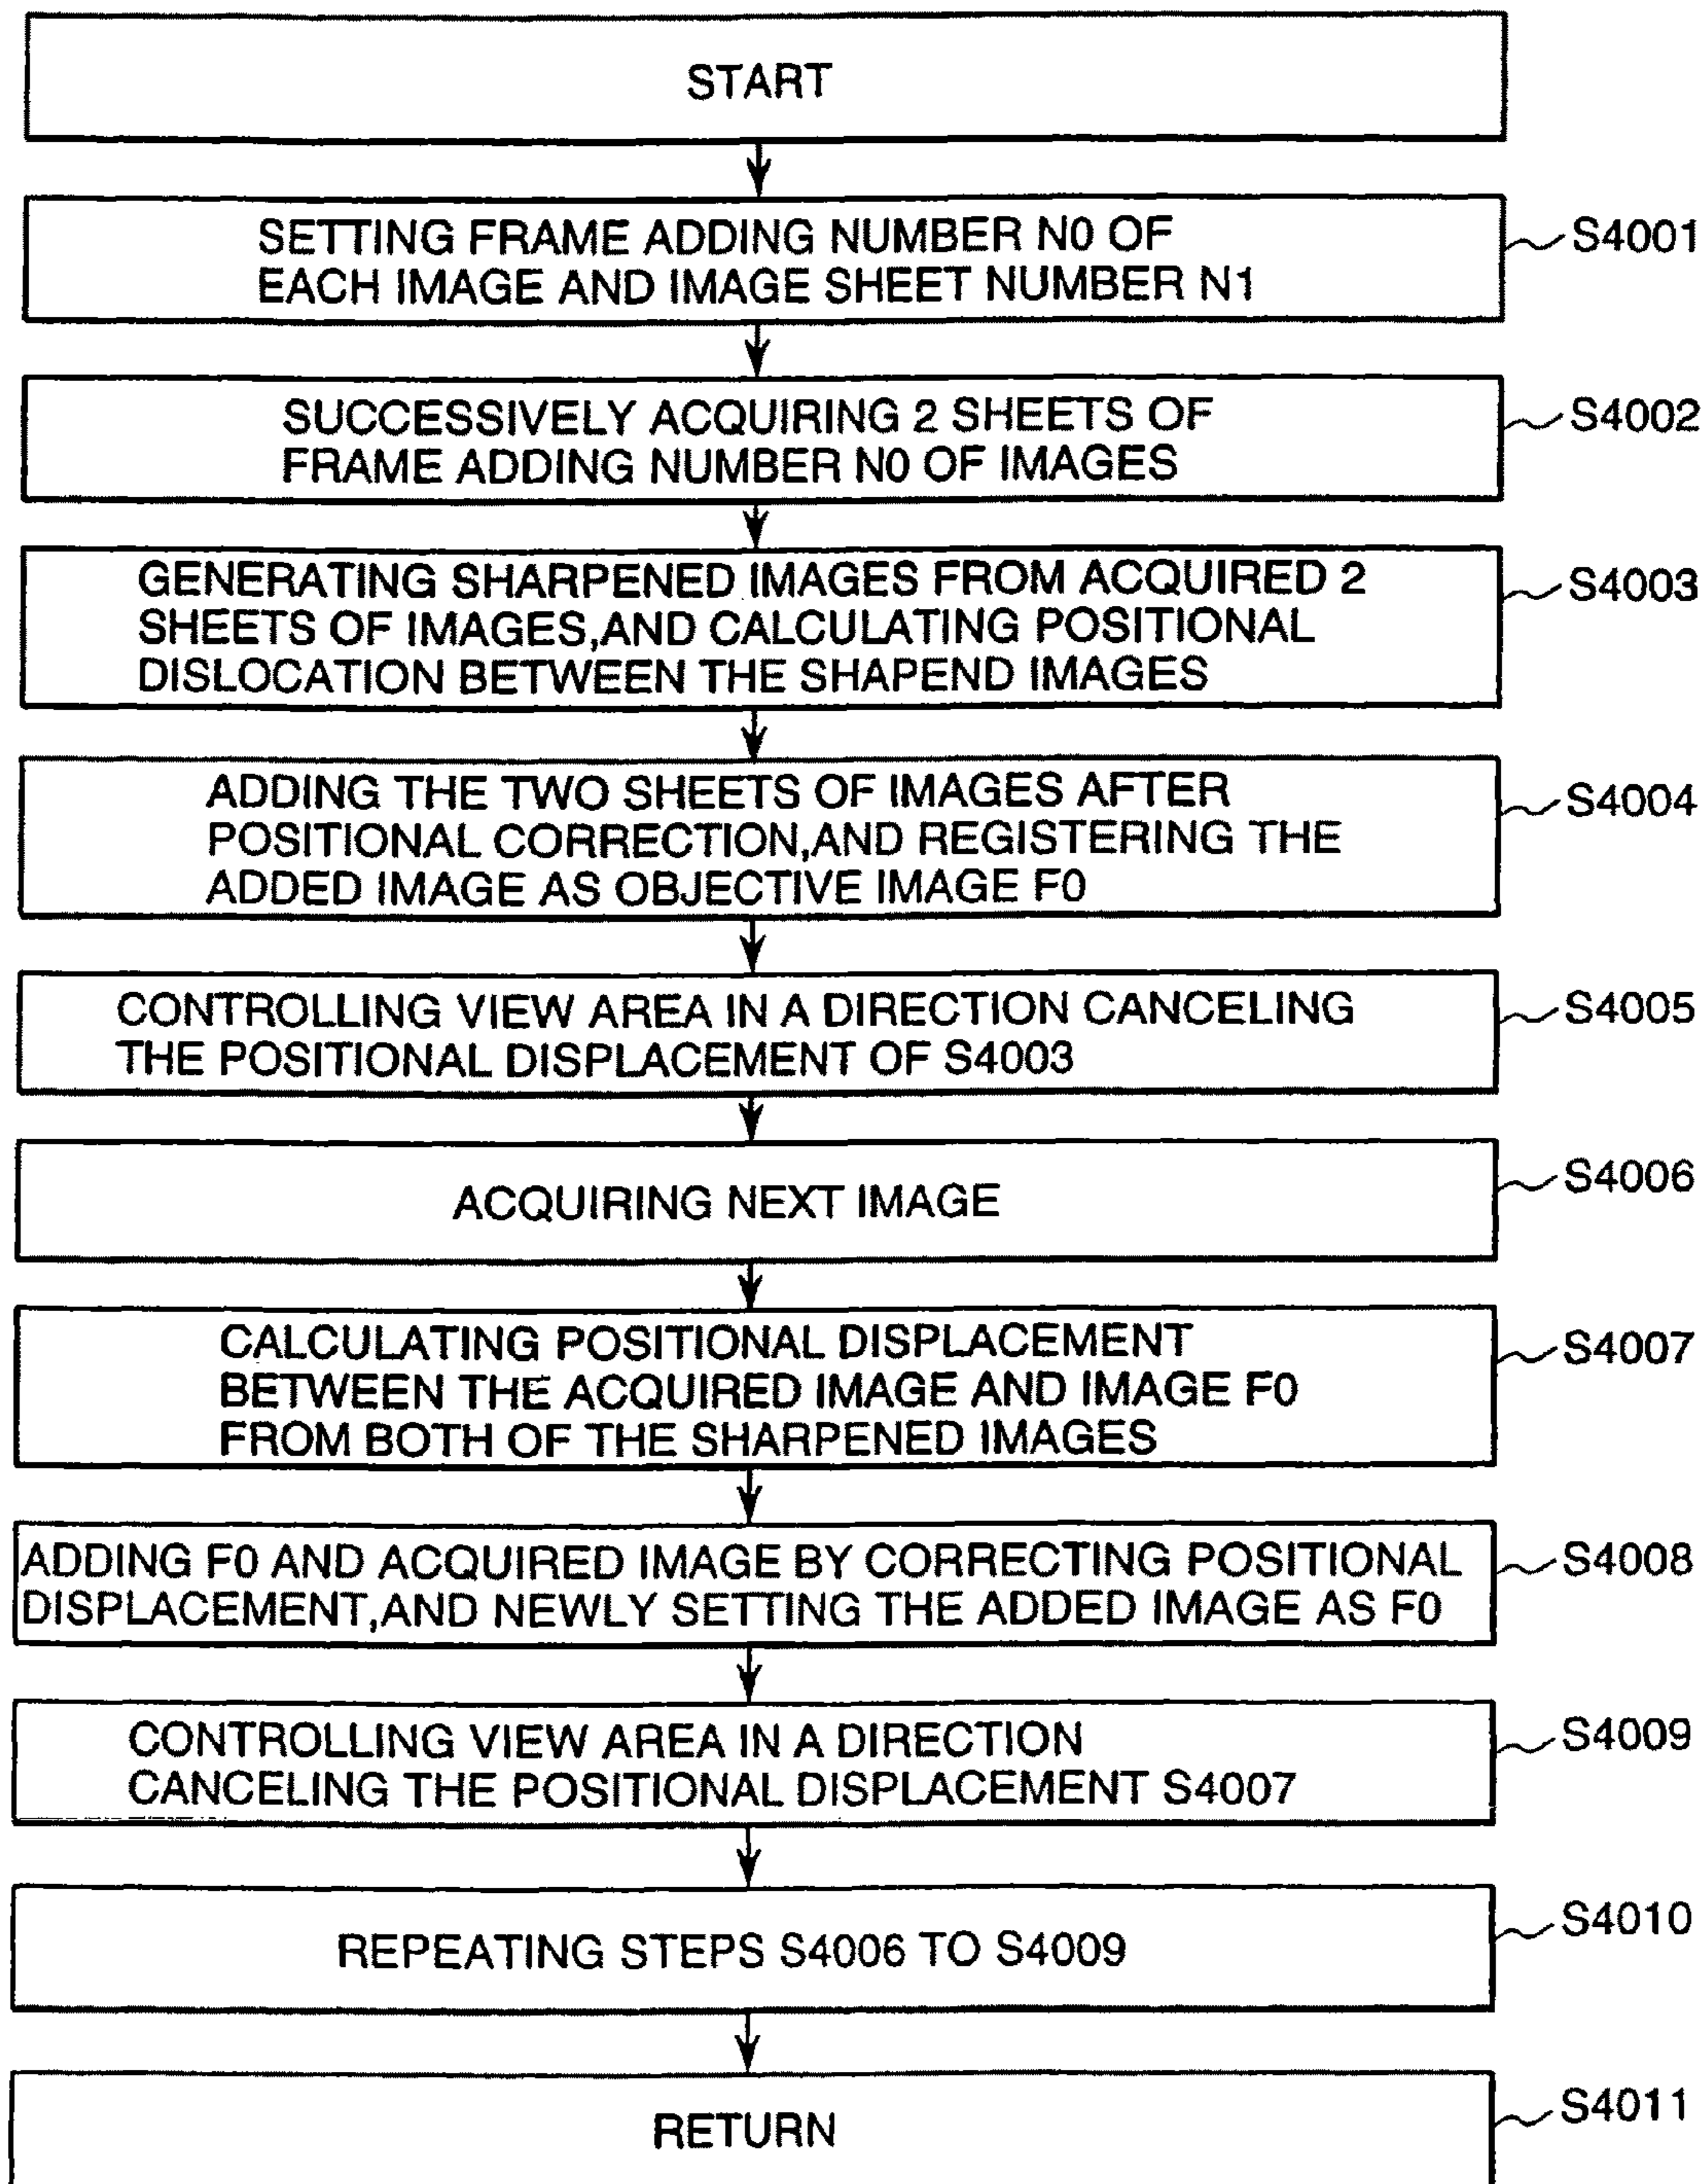 START
SETTING FRAME ADDING NUMBER N0 OF
EACH IMAGE AND IMAGE SHEET NUMBER N1
S4001
SUCCESSIVELY ACQUIRING 2 SHEETS OF
FRAME ADDING NUMBER N0 OF IMAGES
S4002
GENERATING SHARPENED IMAGES FROM ACQUIRED 2
SHEETS OF IMAGES,AND CALCULATING POSITIONAL
DISLOCATION BETWEEN THE SHAPEND IMAGES
S4003
ADDING THE TWO SHEETS OF IMAGES AFTER
POSITIONAL CORRECTION,AND REGISTERING THE
ADDED IMAGE AS OBJECTIVE IMAGE F0
S4004
CONTROLLING VIEW AREA IN A DIRECTION CANCELING
THE POSITIONAL DISPLACEMENT OF S4003
S4005
ACQUIRING NEXT IMAGE
S4006
CALCULATING POSITIONAL DISPLACEMENT
BETWEEN THE ACQUIRED IMAGE AND IMAGE F0
FROM BOTH OF THE SHARPENED IMAGES
S4007
ADDING F0 AND ACQUIRED IMAGE BY CORRECTING POSITIONAL
DISPLACEMENT,AND NEWLY SETTING THE ADDED IMAGE AS F0
S4008
CONTROLLING VIEW AREA IN A DIRECTION
CANCELING THE POSITIONAL DISPLACEMENT S4007
S4009
REPEATING STEPS S4006 TO S4009
S4010
RETURN
S4011